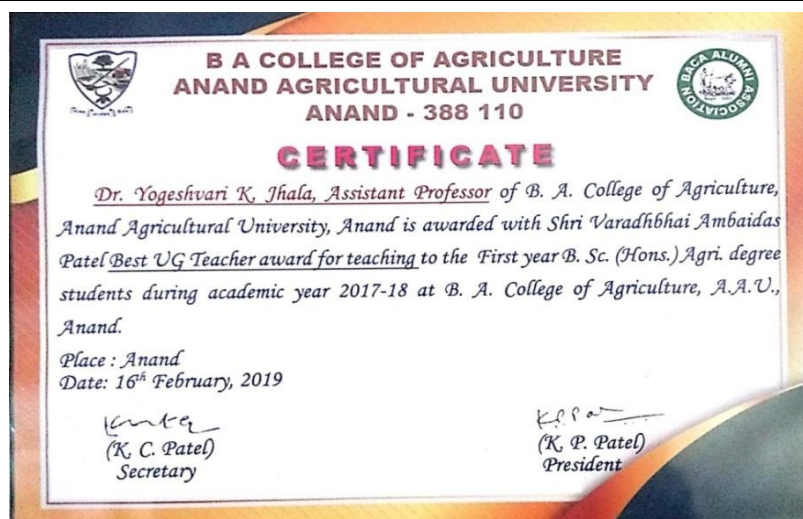 B A COLLEGE OF AGRICULTURE
ANAND AGRICULTURAL UNIVERSITY
ANAND - 388 110
BACA ALUMNI ASSOCIATION
CERTIFICATE
Dr. Yogeshvari K. Jhala, Assistant Professor of B. A. College of Agriculture,
Anand Agricultural University, Anand is awarded with Shri Varadhbhai Ambaidas
Patel Best UG Teacher award for teaching to the First year B. Sc. (Hons.) Agri. degree
students during academic year 2017-18 at B. A. College of Agriculture, A.A.U.,
Anand.
Place : Anand
Date: 16th February, 2019
(K. C. Patel)
Secretary
(K. P. Patel)
President